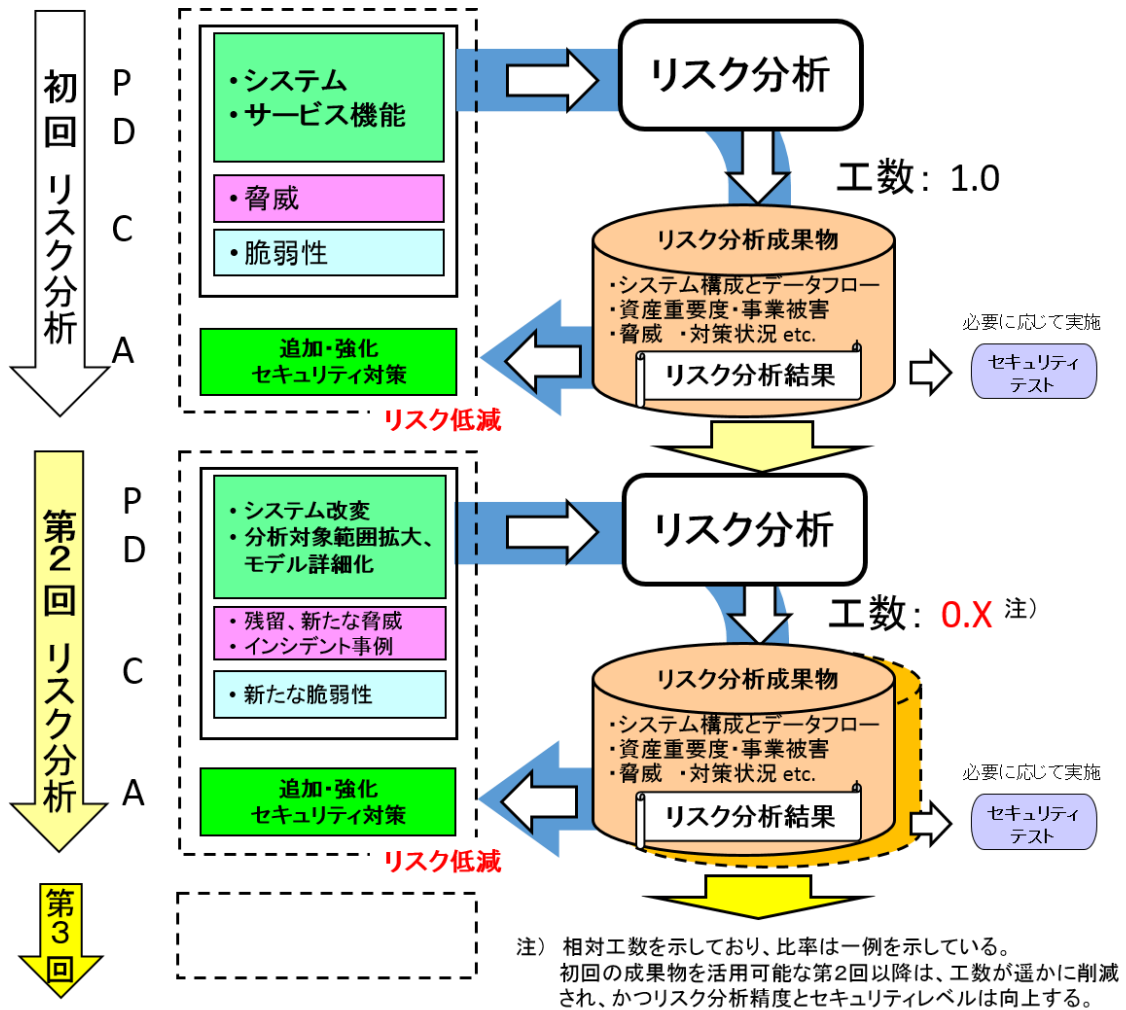 初回 リスク分析
P
D
C
A
・システム
・サービス機能
・脅威
・脆弱性
追加・強化
セキュリティ対策
リスク低減
リスク分析
工数： 1.0
リスク分析成果物
・システム構成とデータフロー
・資産重要度・事業被害
・脅威 ・対策状況 etc.
リスク分析結果
必要に応じて実施
セキュリティ
テスト
第２回 リスク分析
P
D
C
A
・システム改変
・分析対象範囲拡大、
モデル詳細化
・残留、新たな脅威
・インシデント事例
・新たな脆弱性
追加・強化
セキュリティ対策
リスク低減
リスク分析
工数： 0.X 注）
リスク分析成果物
・システム構成とデータフロー
・資産重要度・事業被害
・脅威 ・対策状況 etc.
リスク分析結果
必要に応じて実施
セキュリティ
テスト
第３回
注） 相対工数を示しており、比率は一例を示している。
初回の成果物を活用可能な第２回以降は、工数が遥かに削減
され、かつリスク分析精度とセキュリティレベルは向上する。